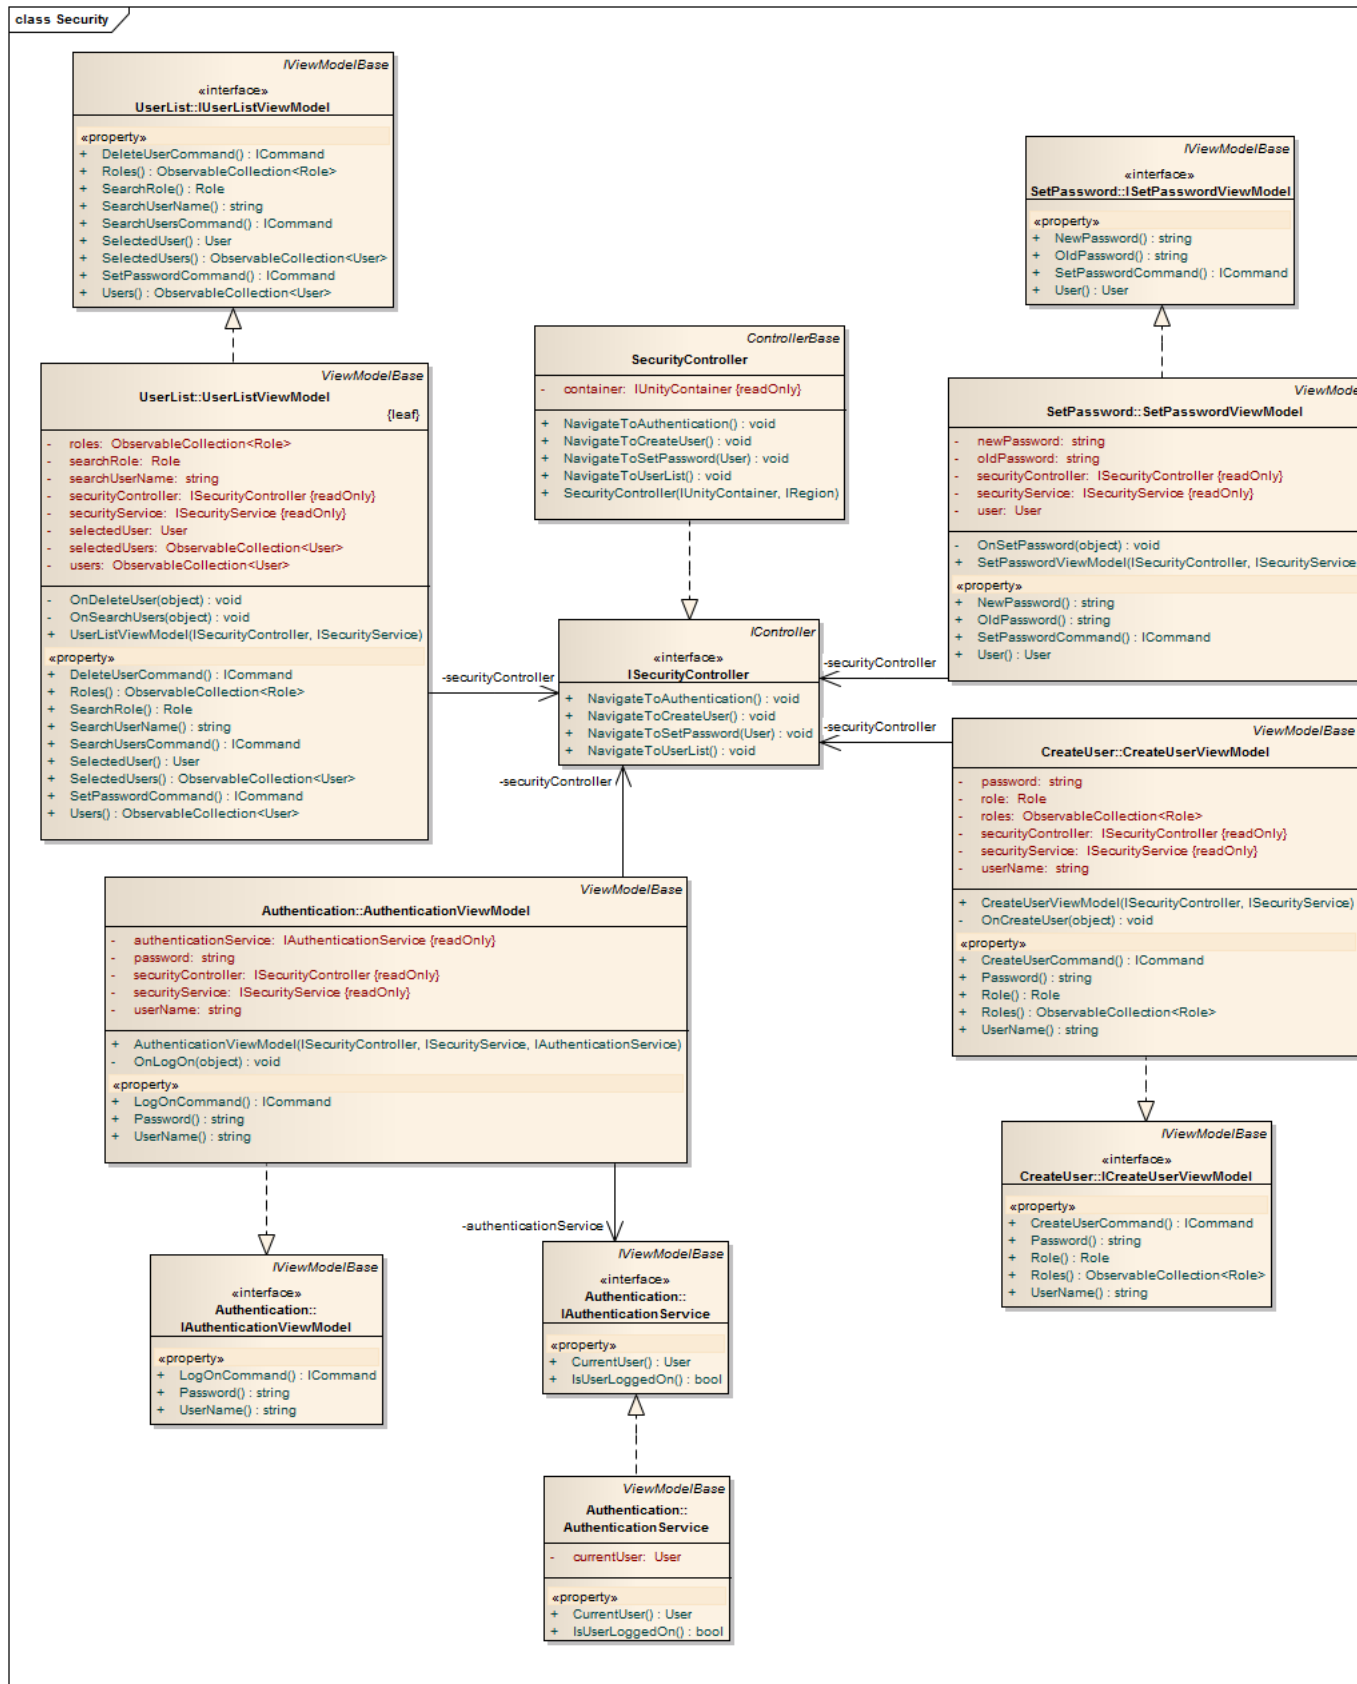 class Security
IViewModelBase
«interface»
UserList::IUserListViewModel
«property»
+ DeleteUserCommand() : ICommand
+ Roles() : ObservableCollection<Role>
+ SearchRole() : Role
+ SearchUserName() : string
+ SearchUsersCommand() : ICommand
+ SelectedUser() : User
+ SelectedUsers() : ObservableCollection<User>
+ SetPasswordCommand() : ICommand
+ Users() : ObservableCollection<User>
IViewModelBase
«interface»
SetPassword::ISetPasswordViewModel
«property»
+ NewPassword() : string
+ OldPassword() : string
+ SetPasswordCommand() : ICommand
+ User() : User
ViewModelBase
UserList::UserListViewModel
{leaf}
- roles: ObservableCollection<Role>
- searchRole: Role
- searchUserName: string
- securityController: ISecurityController {readOnly}
- securityService: ISecurityService {readOnly}
- selectedUser: User
- selectedUsers: ObservableCollection<User>
- users: ObservableCollection<User>
- OnDeleteUser(object) : void
- OnSearchUsers(object) : void
+ UserListViewModel(ISecurityController, ISecurityService)
«property»
+ DeleteUserCommand() : ICommand
+ Roles() : ObservableCollection<Role>
+ SearchRole() : Role
+ SearchUserName() : string
+ SearchUsersCommand() : ICommand
+ SelectedUser() : User
+ SelectedUsers() : ObservableCollection<User>
+ SetPasswordCommand() : ICommand
+ Users() : ObservableCollection<User>
ControllerBase
SecurityController
- container: IUnityContainer {readOnly}
+ NavigateToAuthentication() : void
+ NavigateToCreateUser() : void
+ NavigateToSetPassword(User) : void
+ NavigateToUserList() : void
+ SecurityController(IUnityContainer, IRegion)
ViewMode
SetPassword::SetPasswordViewModel
- newPassword: string
- oldPassword: string
- securityController: ISecurityController {readOnly}
- securityService: ISecurityService {readOnly}
- user: User
- OnSetPassword(object) : void
+ SetPasswordViewModel(ISecurityController, ISecurityService
«property»
+ NewPassword() : string
+ OldPassword() : string
+ SetPasswordCommand() : ICommand
+ User() : User
-securityController
IController
«interface»
ISecurityController
+ NavigateToAuthentication() : void
+ NavigateToCreateUser() : void
+ NavigateToSetPassword(User) : void
+ NavigateToUserList() : void
-securityController
-securityController
-securityController
ViewModelBase
CreateUser::CreateUserViewModel
- password: string
- role: Role
- roles: ObservableCollection<Role>
- securityController: ISecurityController {readOnly}
- securityService: ISecurityService {readOnly}
- userName: string
+ CreateUserViewModel(ISecurityController, ISecurityService)
- OnCreateUser(object) : void
«property»
+ CreateUserCommand() : ICommand
+ Password() : string
+ Role() : Role
+ Roles() : ObservableCollection<Role>
+ UserName() : string
ViewModelBase
Authentication::AuthenticationViewModel
- authenticationService: IAuthenticationService {readOnly}
- password: string
- securityController: ISecurityController {readOnly}
- securityService: ISecurityService {readOnly}
- userName: string
+ AuthenticationViewModel(ISecurityController, ISecurityService, IAuthenticationService)
- OnLogOn(object) : void
«property»
+ LogOnCommand() : ICommand
+ Password() : string
+ UserName() : string
IViewModelBase
«interface»
CreateUser::ICreateUserViewModel
«property»
+ CreateUserCommand() : ICommand
+ Password() : string
+ Role() : Role
+ Roles() : ObservableCollection<Role>
+ UserName() : string
-authenticationService
IViewModelBase
«interface»
Authentication::
IAuthenticationViewModel
«property»
+ LogOnCommand() : ICommand
+ Password() : string
+ UserName() : string
IViewModelBase
«interface»
Authentication::
IAuthenticationService
«property»
+ CurrentUser() : User
+ IsUserLoggedOn() : bool
ViewModelBase
Authentication::
AuthenticationService
- currentUser: User
«property»
+ CurrentUser() : User
+ IsUserLoggedOn() : bool